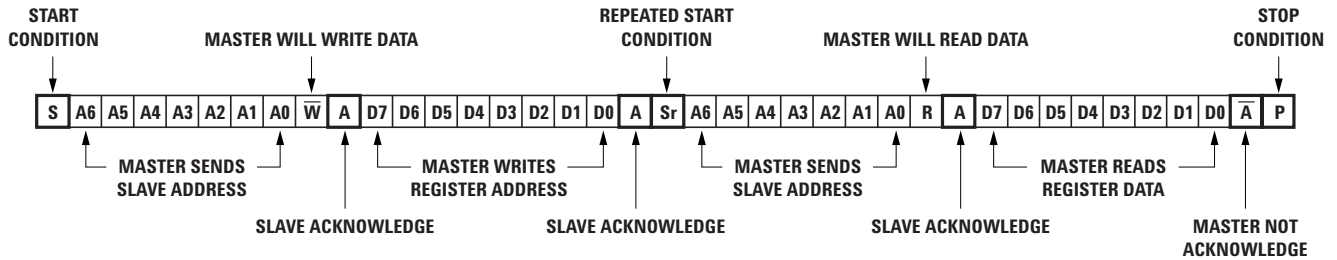 START REPEATED START STOP
CONDITION MASTER WILL WRITE DATA CONDITION MASTER WILL READ DATA CONDITION
S A6 A5 A4 A3 A2 A1 A0 W̅ A D7 D6 D5 D4 D3 D2 D1 D0 A Sr A6 A5 A4 A3 A2 A1 A0 R A D7 D6 D5 D4 D3 D2 D1 D0 A̅ P
MASTER SENDS MASTER WRITES MASTER SENDS MASTER READS
SLAVE ADDRESS REGISTER ADDRESS SLAVE ADDRESS REGISTER DATA
SLAVE ACKNOWLEDGE SLAVE ACKNOWLEDGE SLAVE ACKNOWLEDGE MASTER NOT
ACKNOWLEDGE